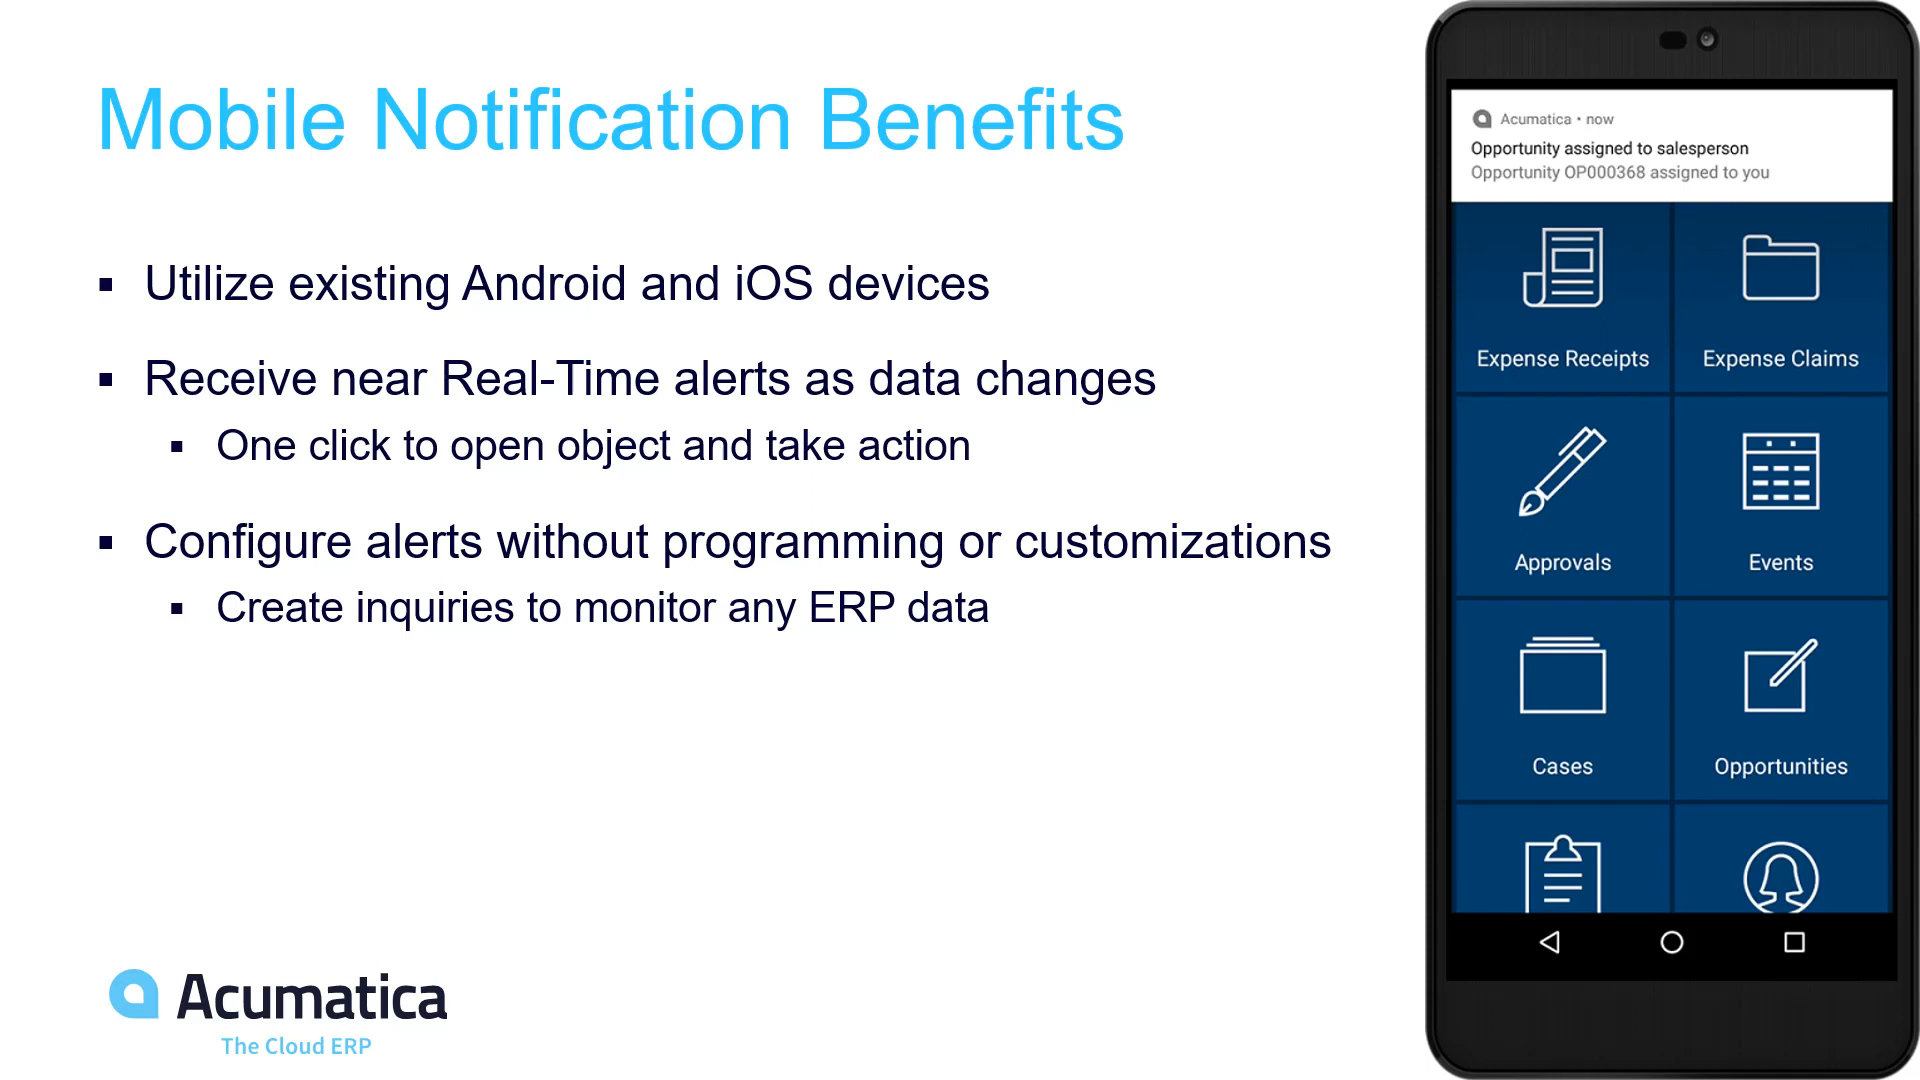 Mobile Notification Benefits
▪ Utilize existing Android and iOS devices
▪ Receive near Real-Time alerts as data changes
▪ One click to open object and take action
▪ Configure alerts without programming or customizations
▪ Create inquiries to monitor any ERP data
Acumatica
The Cloud ERP
Acumatica • now
Opportunity assigned to salesperson
Opportunity OP000368 assigned to you
Expense Receipts
Expense Claims
Approvals
Events
Cases
Opportunities